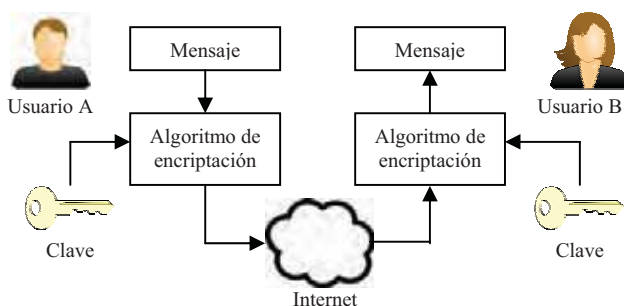 Mensaje
Mensaje
Usuario A
Usuario B
Algoritmo de
encriptación
Algoritmo de
encriptación
Clave
Clave
Internet